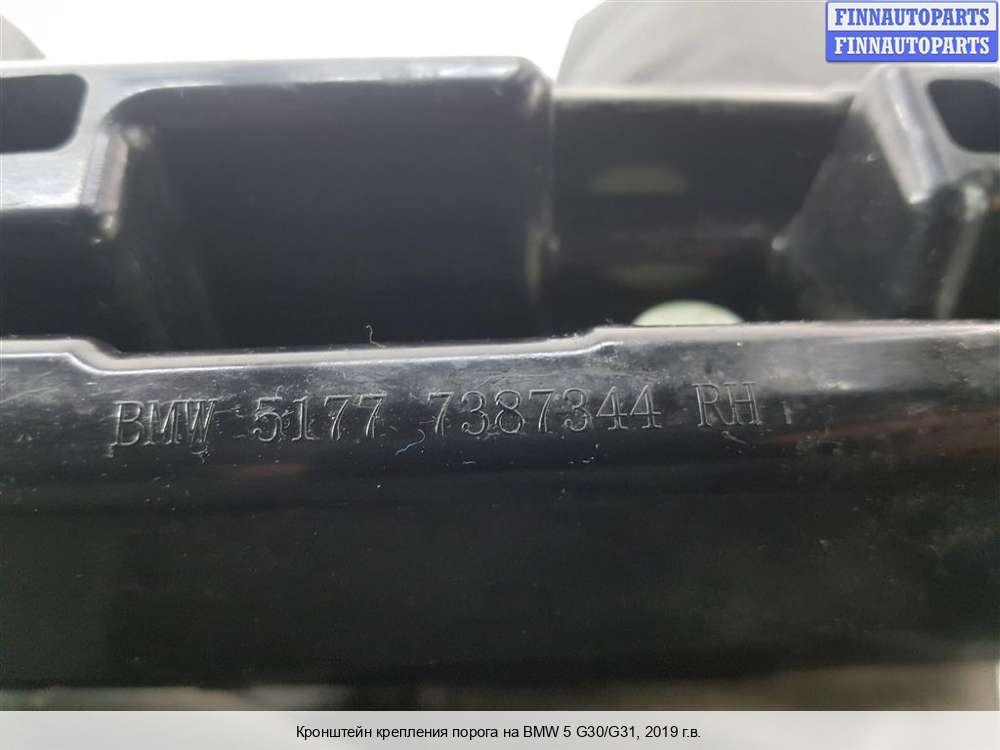 FINNAUTOPARTS
FINNAUTOPARTS
BMW 5177 7387344 RH
Кронштейн крепления порога на BMW 5 G30/G31, 2019 г.в.